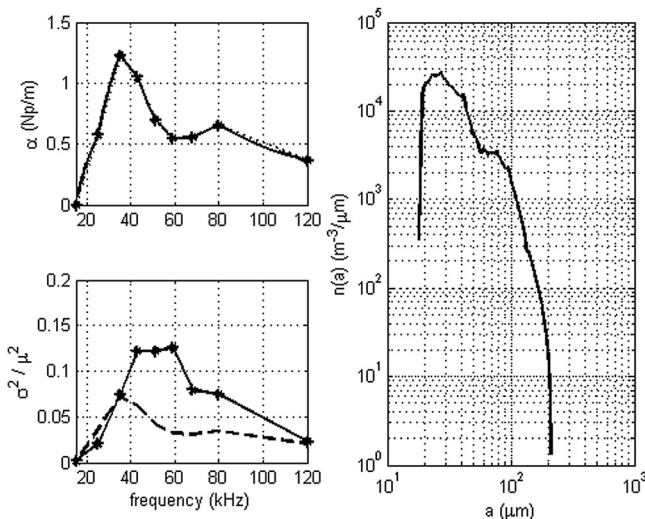 1.5
1
0.5
0
α (Np/m)
20 40 60 80 100 120
0.2
0.15
0.1
0.05
0
σ² / μ²
20 40 60 80 100 120
frequency (kHz)
10⁵
10⁴
10³
10²
10¹
10⁰
n(a) (m⁻³/μm)
10¹ 10² 10³
a (μm)